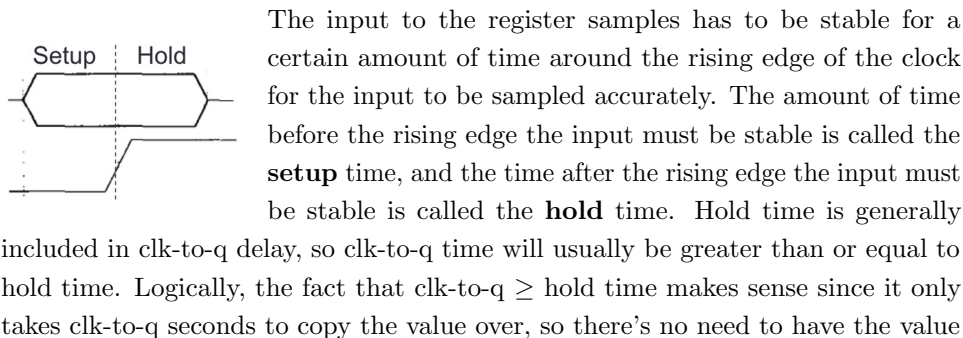 Setup Hold
The input to the register samples has to be stable for a
certain amount of time around the rising edge of the clock
for the input to be sampled accurately. The amount of time
before the rising edge the input must be stable is called the
setup time, and the time after the rising edge the input must
be stable is called the hold time. Hold time is generally
included in clk-to-q delay, so clk-to-q time will usually be greater than or equal to
hold time. Logically, the fact that clk-to-q ≥ hold time makes sense since it only
takes clk-to-q seconds to copy the value over, so there's no need to have the value